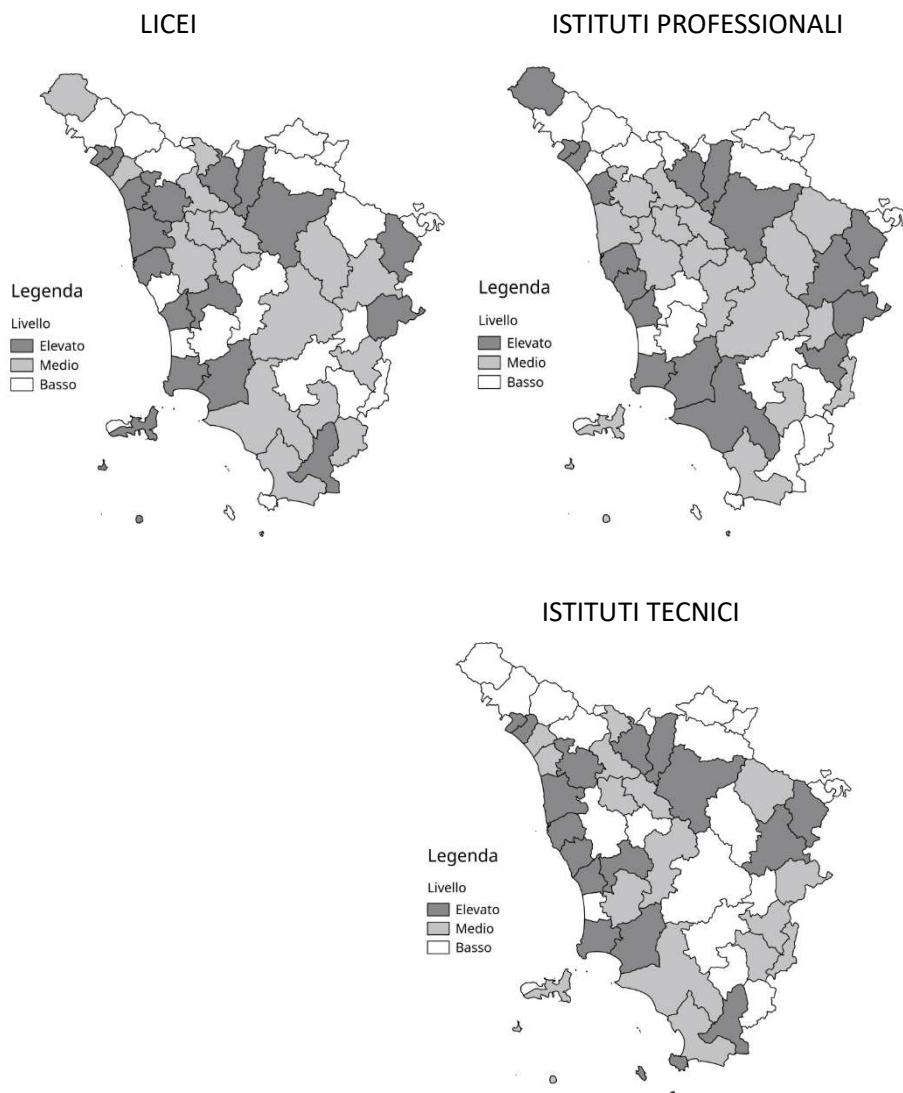 LICEI
ISTITUTI PROFESSIONALI
Legenda
Livello
Elevato
Medio
Basso
Legenda
Livello
Elevato
Medio
Basso
ISTITUTI TECNICI
Legenda
Livello
Elevato
Medio
Basso